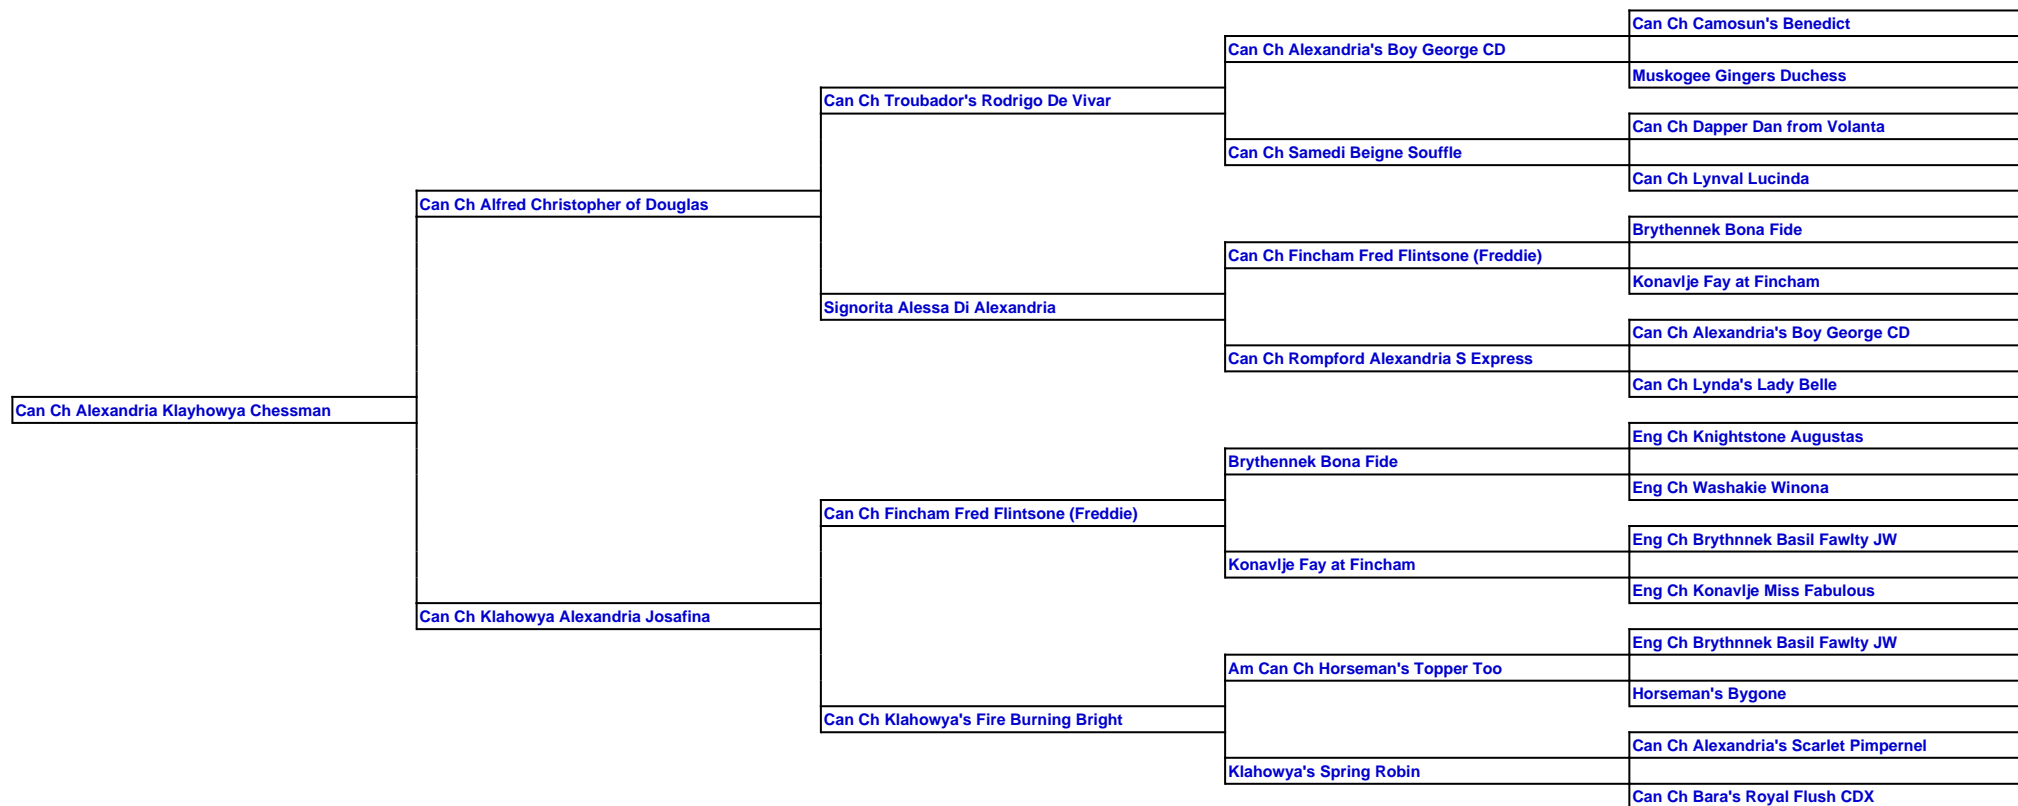 Can Ch Camosun's Benedict
Can Ch Alexandria's Boy George CD
Muskogee Gingers Duchess
Can Ch Troubador's Rodrigo De Vivar
Can Ch Dapper Dan from Volanta
Can Ch Samedi Beigne Souffle
Can Ch Lynval Lucinda
Can Ch Alfred Christopher of Douglas
Brythennek Bona Fide
Can Ch Fincham Fred Flintsone (Freddie)
Konavlje Fay at Fincham
Signorita Alessa Di Alexandria
Can Ch Alexandria's Boy George CD
Can Ch Rompford Alexandria S Express
Can Ch Lynda's Lady Belle
Can Ch Alexandria Klayhowya Chessman
Eng Ch Knightstone Augustas
Brythennek Bona Fide
Eng Ch Washakie Winona
Can Ch Fincham Fred Flintsone (Freddie)
Eng Ch Brythnnek Basil Fawlty JW
Konavlje Fay at Fincham
Eng Ch Konavlje Miss Fabulous
Can Ch Klahowya Alexandria Josafina
Eng Ch Brythnnek Basil Fawlty JW
Am Can Ch Horseman's Topper Too
Horseman's Bygone
Can Ch Klahowya's Fire Burning Bright
Can Ch Alexandria's Scarlet Pimpernel
Klahowya's Spring Robin
Can Ch Bara's Royal Flush CDX